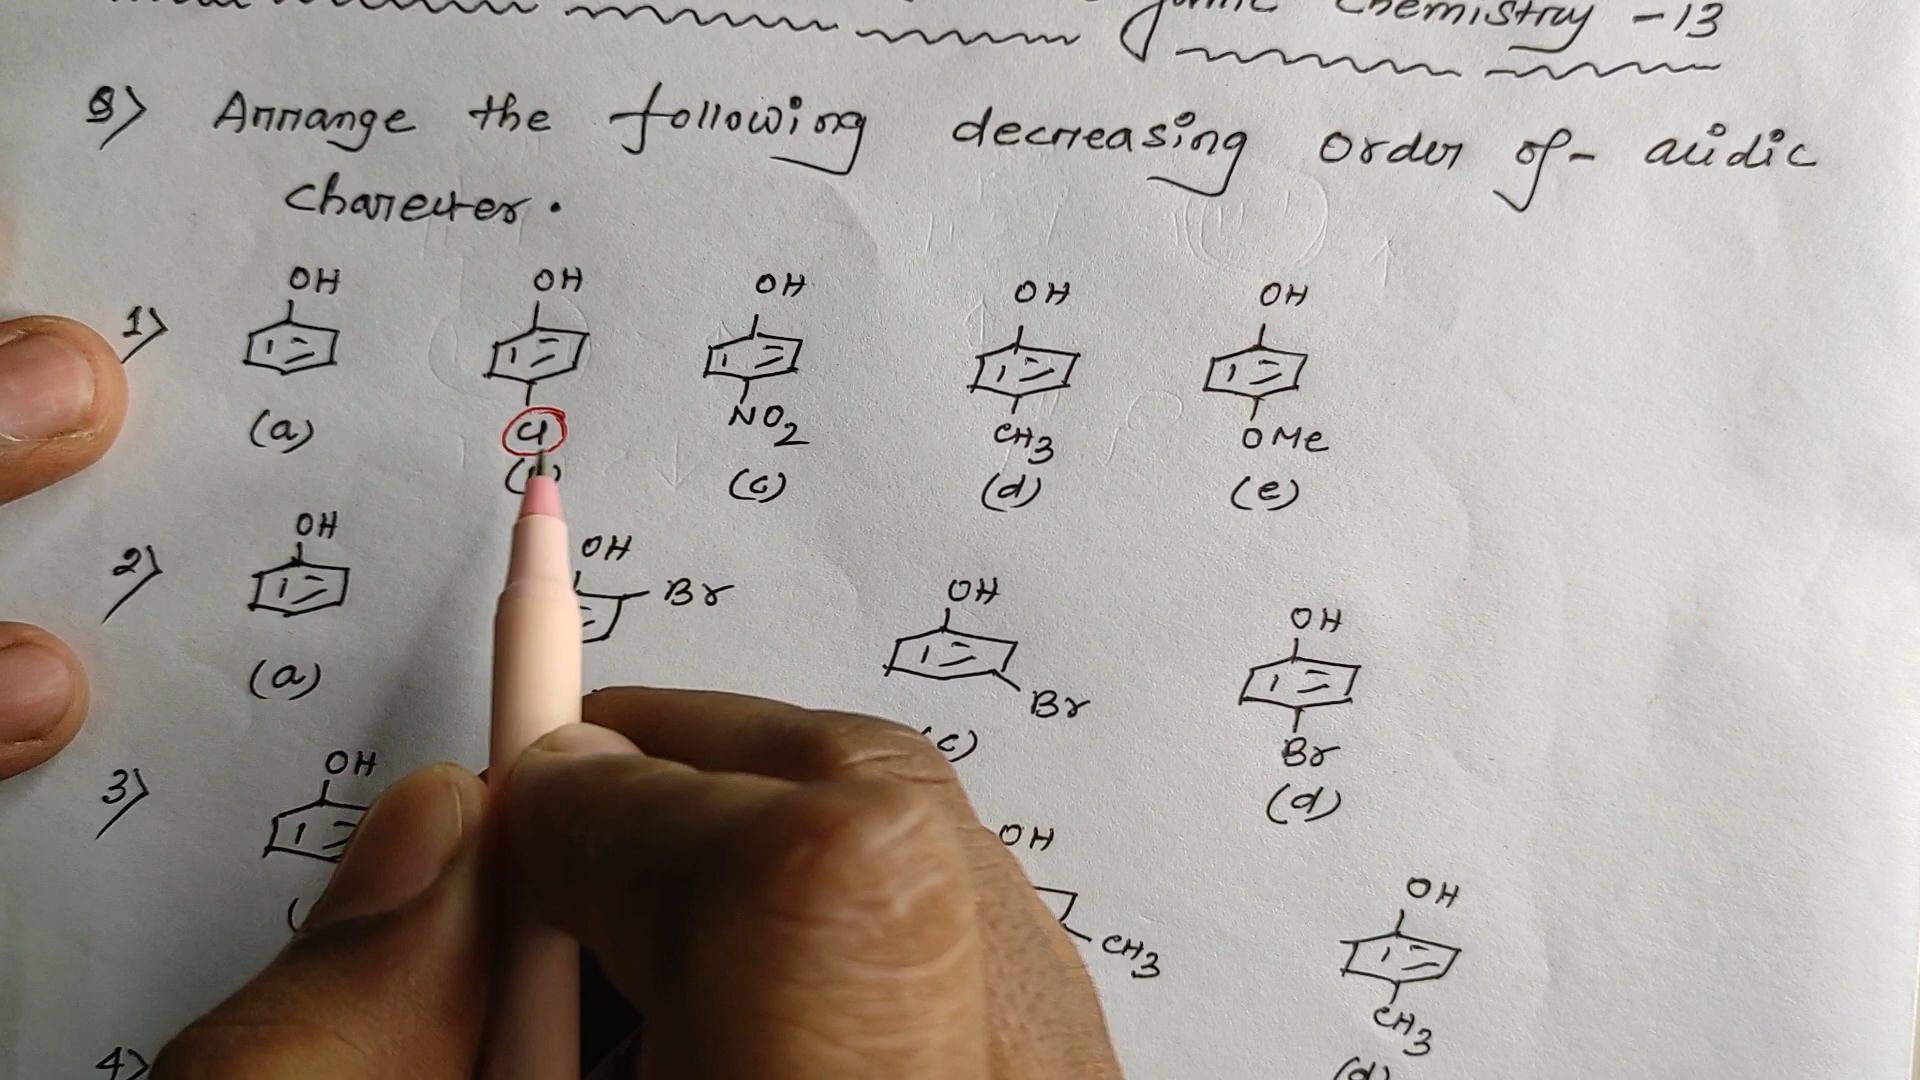 Chemistry - 13
Q) Arrange the following decreasing order of- acidic
charecter.
1)
OH OH OH OH OH
Cl NO2 CH3 OMe
(a) (c) (d) (e)
2)
OH OH Br OH Br OH Br
(a) (c) (d)
3)
OH OH CH3 OH CH3
(d)
4)